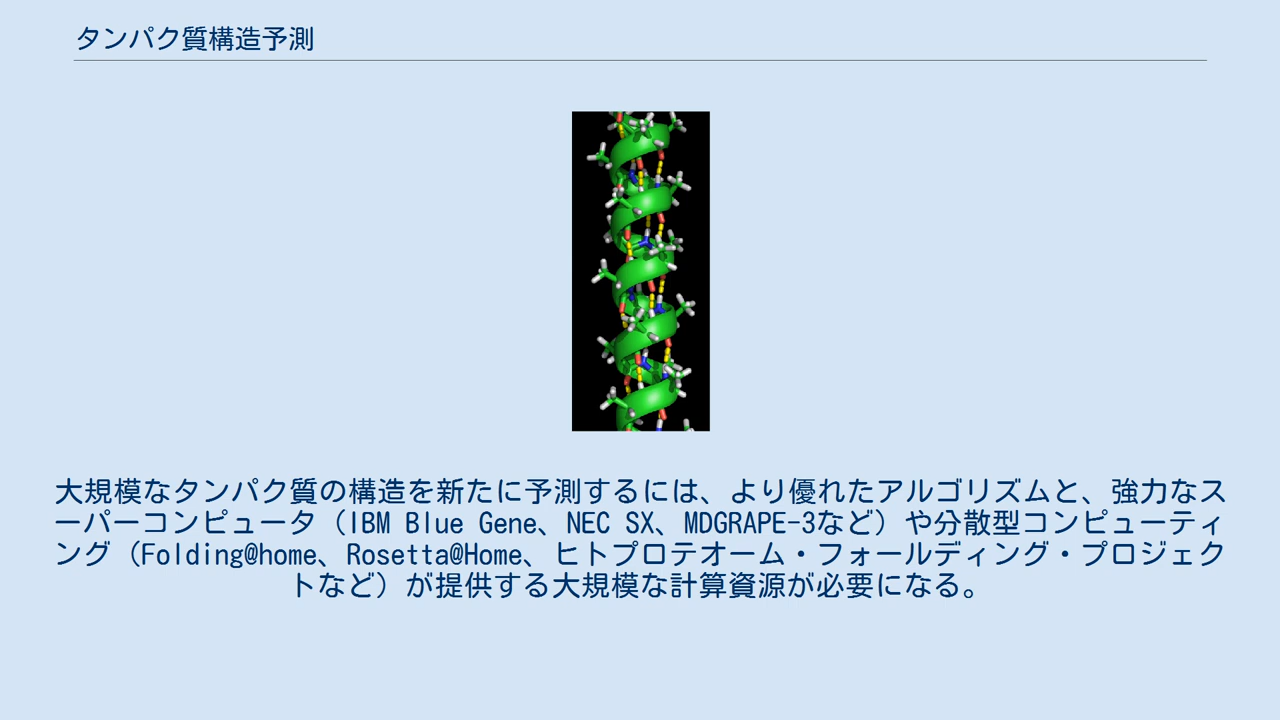 タンパク質構造予測
大規模なタンパク質の構造を新たに予測するには、より優れたアルゴリズムと、強力なス
ーパーコンピュータ（IBM Blue Gene、NEC SX、MDGRAPE-3など）や分散型コンピューティ
ング（Folding@home、Rosetta@Home、ヒトプロテオーム・フォールディング・プロジェク
トなど）が提供する大規模な計算資源が必要になる。